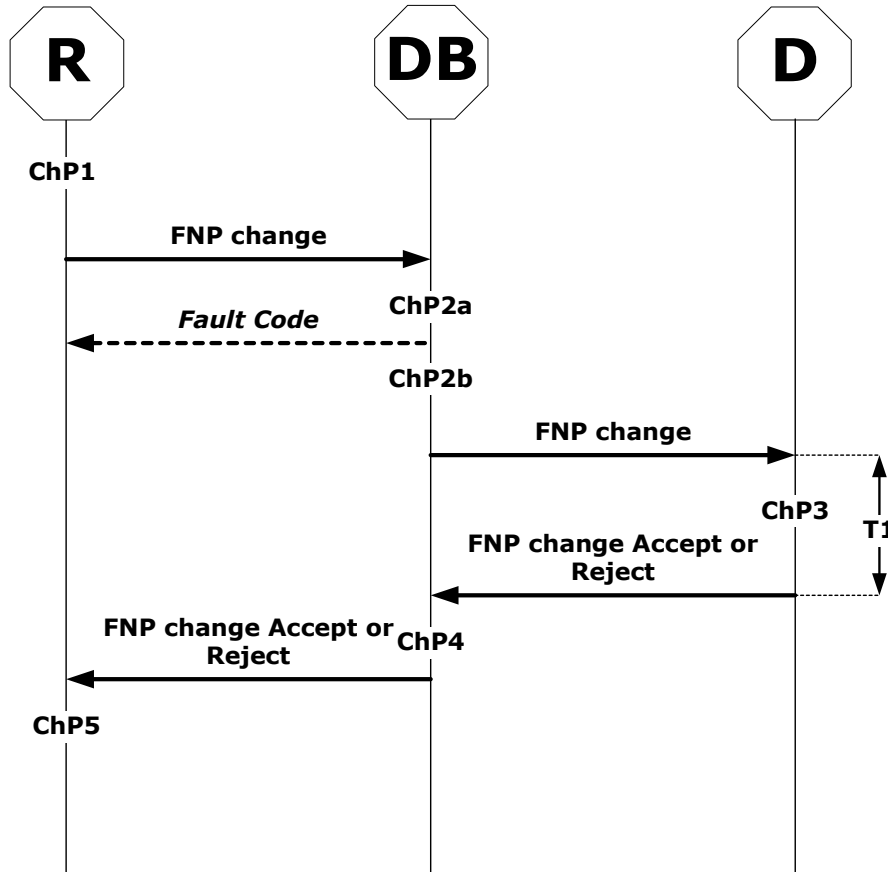 R
DB
D
ChP1
FNP change
ChP2a
Fault Code
ChP2b
FNP change
ChP3
T1
FNP change Accept or
Reject
FNP change Accept or
Reject
ChP4
ChP5